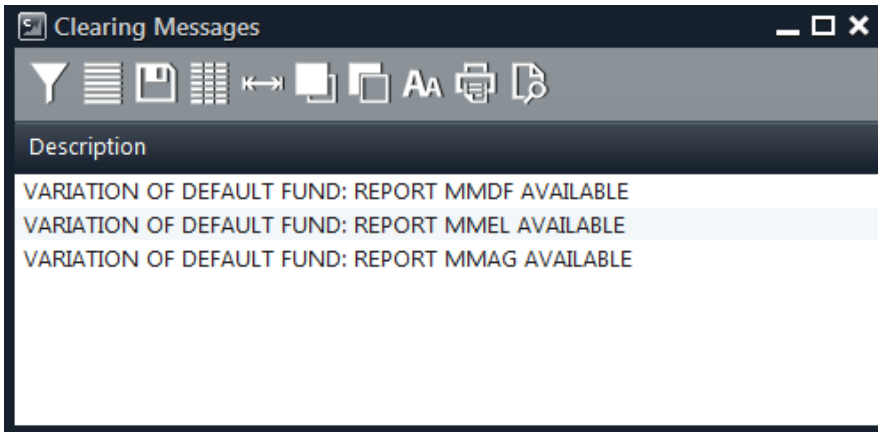 Clearing Messages
AA
Description
VARIATION OF DEFAULT FUND: REPORT MMDF AVAILABLE
VARIATION OF DEFAULT FUND: REPORT MMEL AVAILABLE
VARIATION OF DEFAULT FUND: REPORT MMAG AVAILABLE